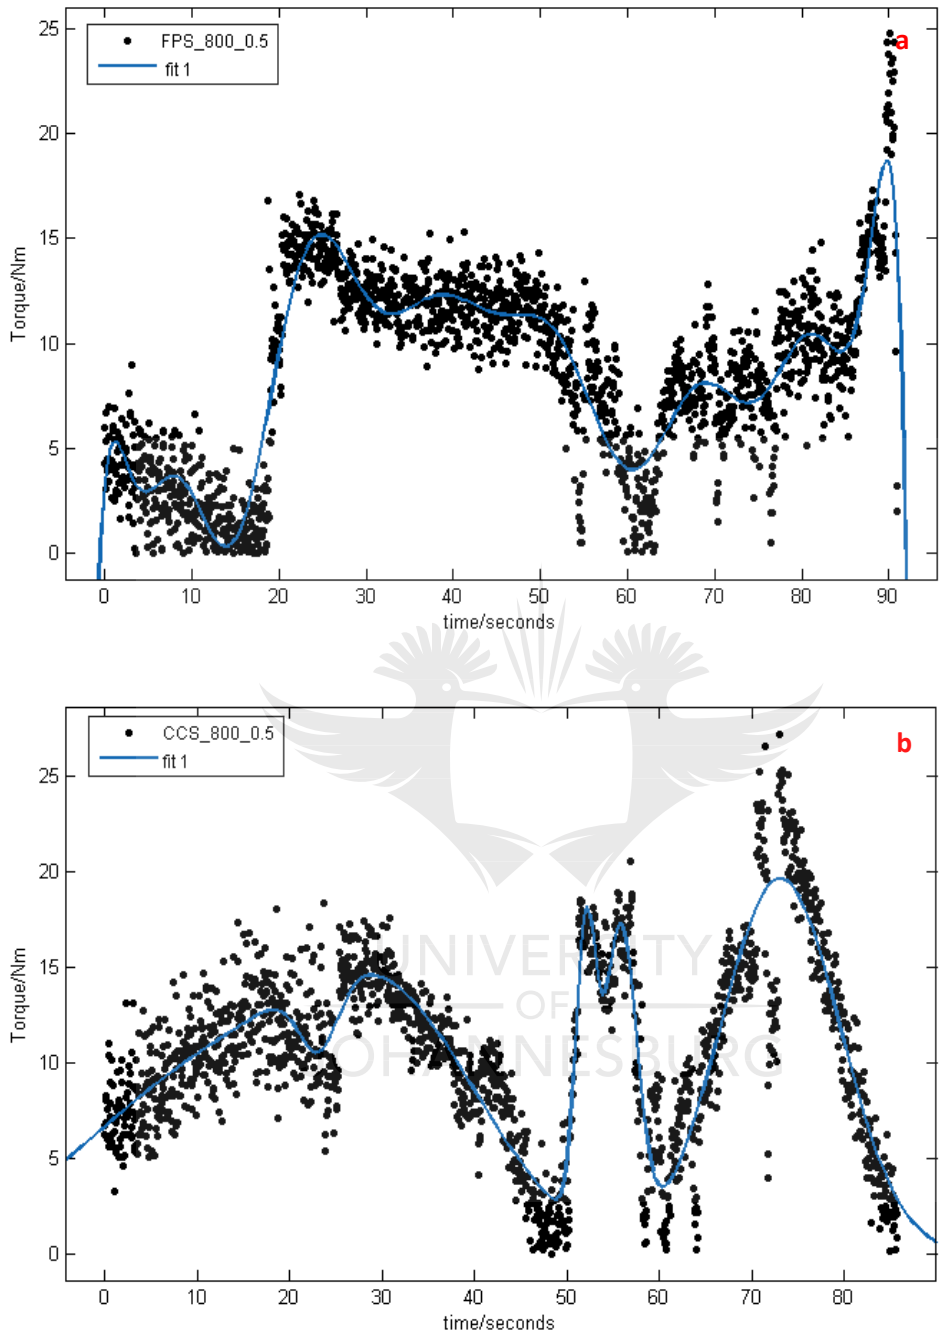 FPS_800_0.5
fit 1
a
25
20
15
10
5
0
Torque/Nm
0 10 20 30 40 50 60 70 80 90
time/seconds
CCS_800_0.5
fit 1
b
25
20
15
10
5
0
Torque/Nm
UNIVERSITY
OF
JOHANNESBURG
0 10 20 30 40 50 60 70 80
time/seconds